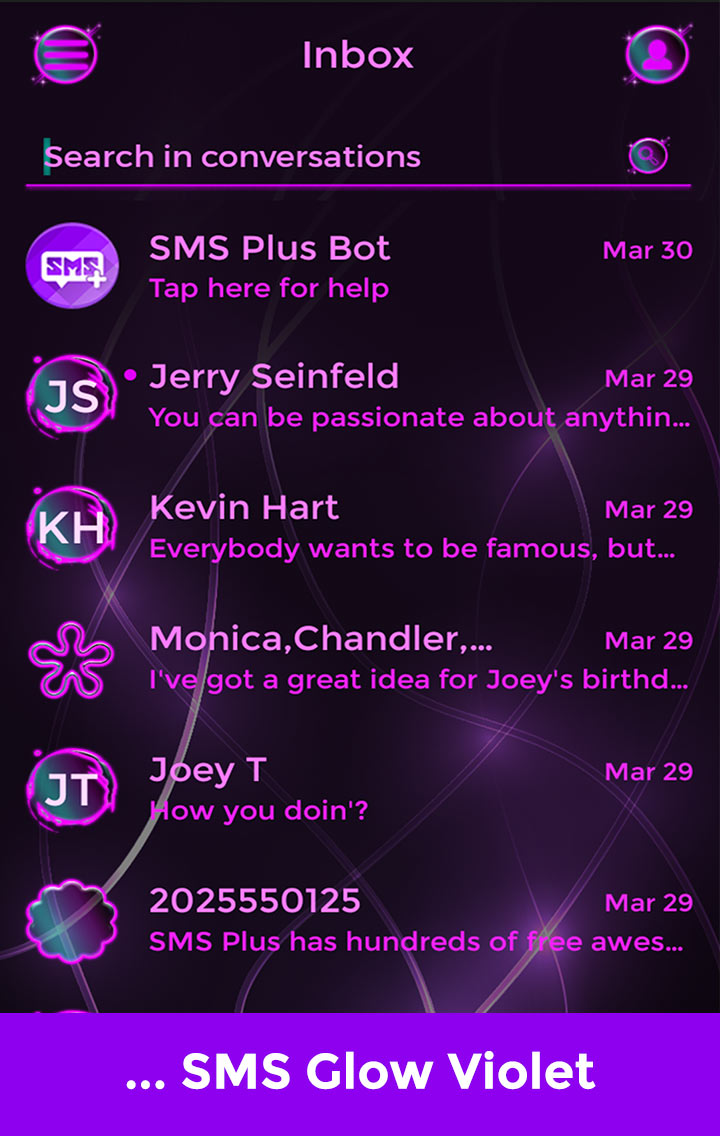 Inbox
Search in conversations
SMS
SMS Plus Bot
Mar 30
Tap here for help
JS
Jerry Seinfeld
Mar 29
You can be passionate about anythin...
KH
Kevin Hart
Mar 29
Everybody wants to be famous, but...
Monica,Chandler,...
Mar 29
I've got a great idea for Joey's birthd...
JT
Joey T
Mar 29
How you doin'?
2025550125
Mar 29
SMS Plus has hundreds of free awes...
... SMS Glow Violet